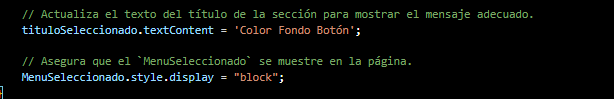 // Actualiza el texto del título de la sección para mostrar el mensaje adecuado.
tituloSeleccionado.textContent = 'Color Fondo Botón';
// Asegura que el `MenuSeleccionado` se muestre en la página.
MenuSeleccionado.style.display = "block";